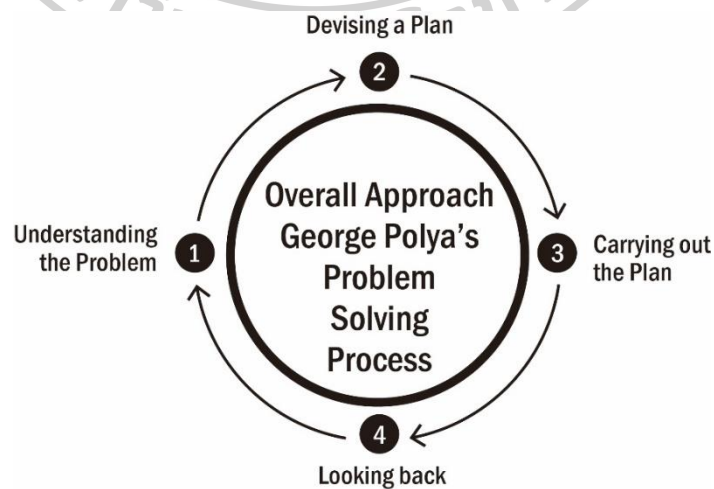 Devising a Plan
2
Overall Approach
George Polya's
Problem
Solving
Process
Understanding
the Problem
1
3
Carrying out
the Plan
4
Looking back